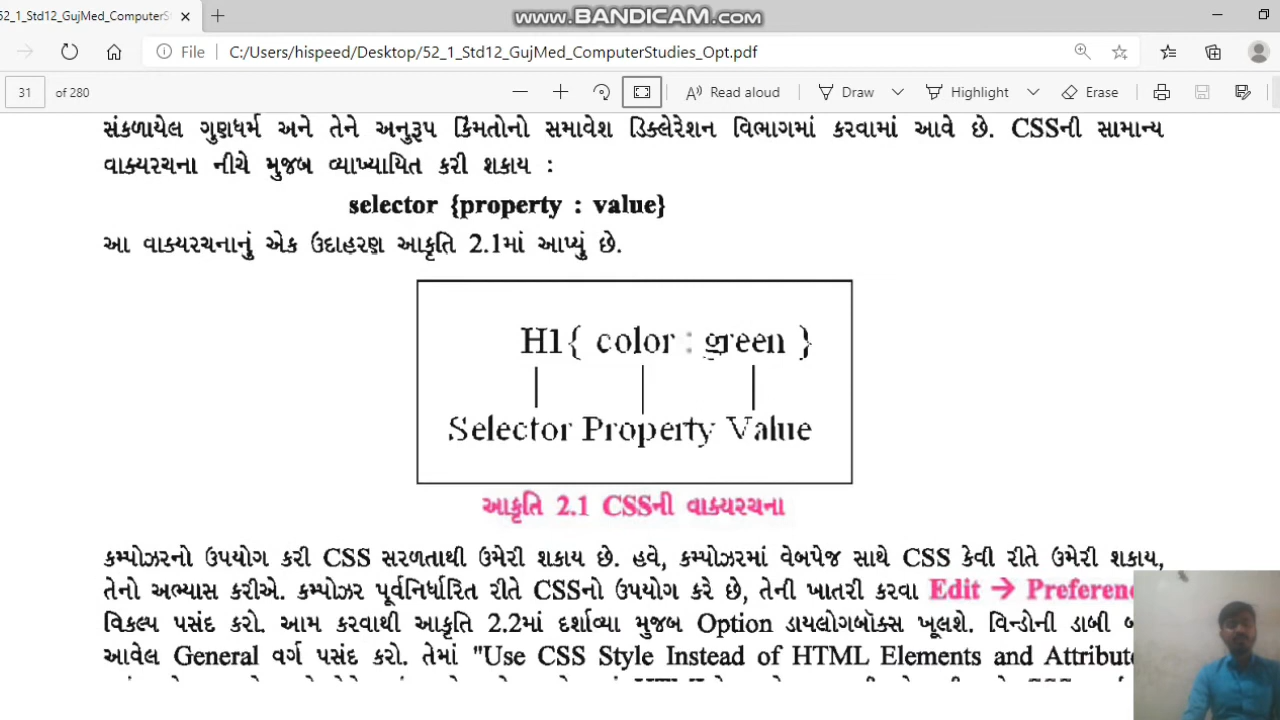 www.BANDICAM.com
52_1_Std12_GujMed_ComputerS
File C:/Users/hispeed/Desktop/52_1_Std12_GujMed_ComputerStudies_Opt.pdf
31 of 280 Read aloud Draw Highlight Erase
સંકળાયેલ ગુણધર્મ અને તેને અનુરૂપ કિંમતોનો સમાવેશ ડિક્લેરેશન વિભાગમાં કરવામાં આવે છે. CSSની સામાન્ય
વાક્યરચના નીચે મુજબ વ્યાખ્યાયિત કરી શકાય :
selector {property : value}
આ વાક્યરચનાનું એક ઉદાહરણ આકૃતિ 2.1માં આપ્યું છે.
H1{ color : green }
Selector Property Value
આકૃતિ 2.1 CSSની વાક્યરચના
કમ્પોઝરનો ઉપયોગ કરી CSS સરળતાથી ઉમેરી શકાય છે. હવે, કમ્પોઝરમાં વેબપેજ સાથે CSS કેવી રીતે ઉમેરી શકાય,
તેનો અભ્યાસ કરીએ. કમ્પોઝર પૂર્વનિર્ધારિત રીતે CSSનો ઉપયોગ કરે છે, તેની ખાતરી કરવા Edit → Preferen
વિકલ્પ પસંદ કરો. આમ કરવાથી આકૃતિ 2.2માં દર્શાવ્યા મુજબ Option ડાયલોગબૉક્સ ખૂલશે. વિન્ડોની ડાબી
આવેલ General વર્ગ પસંદ કરો. તેમાં "Use CSS Style Instead of HTML Elements and Attribut